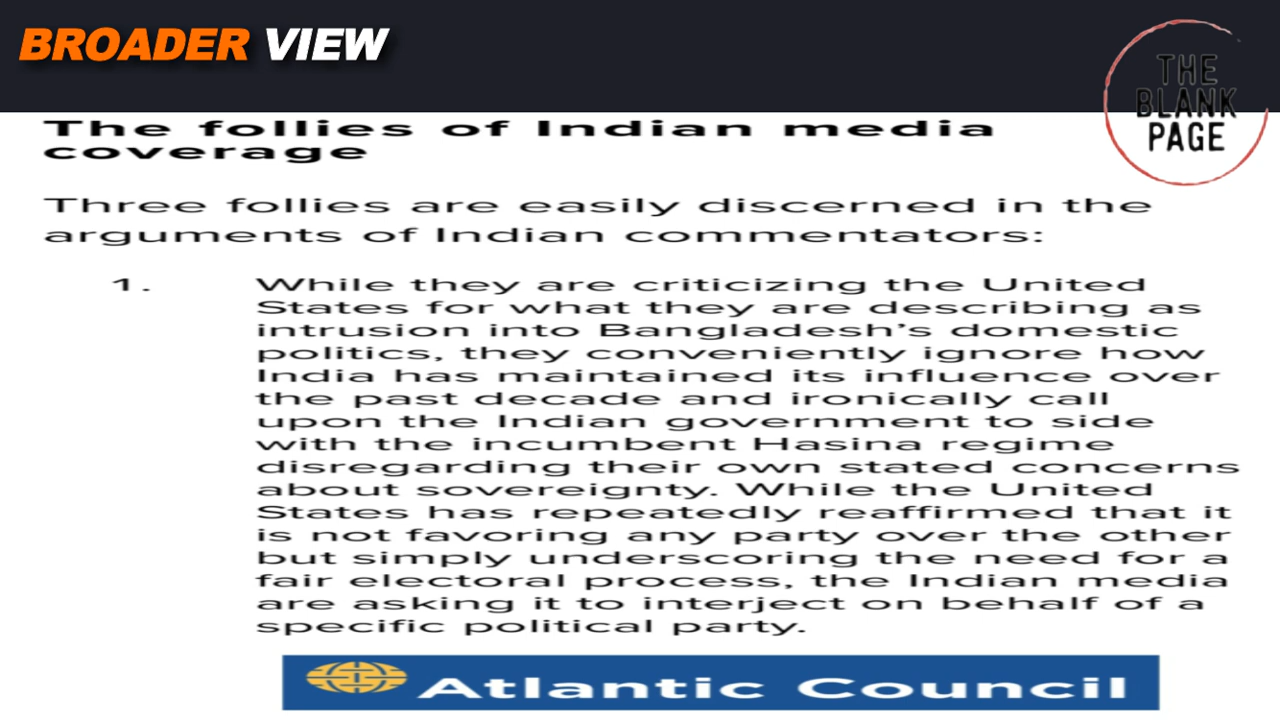 BROADER VIEW
THE
BLANK
PAGE
The follies of Indian media
coverage
Three follies are easily discerned in the
arguments of Indian commentators:
1. While they are criticizing the United
States for what they are describing as
intrusion into Bangladesh’s domestic
politics, they conveniently ignore how
India has maintained its influence over
the past decade and ironically call
upon the Indian government to side
with the incumbent Hasina regime
disregarding their own stated concerns
about sovereignty. While the United
States has repeatedly reaffirmed that it
is not favoring any party over the other
but simply underscoring the need for a
fair electoral process, the Indian media
are asking it to interject on behalf of a
specific political party.
Atlantic Council